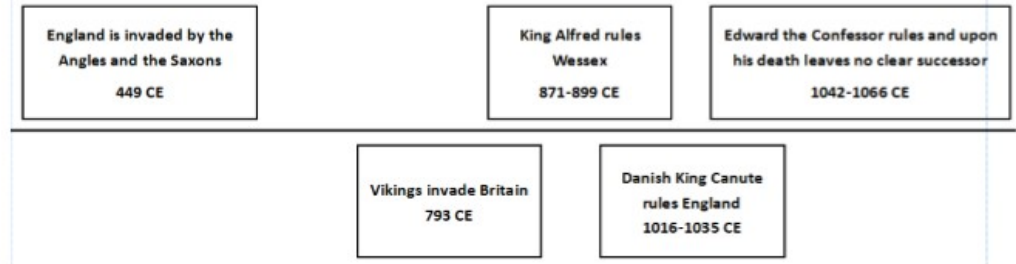 England is invaded by the
Angles and the Saxons
449 CE
King Alfred rules
Wessex
871-899 CE
Edward the Confessor rules and upon
his death leaves no clear successor
1042-1066 CE
Vikings invade Britain
793 CE
Danish King Canute
rules England
1016-1035 CE